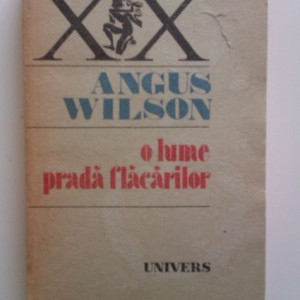 XX
ANGUS
WILSON
o lume
pradă flăcărilor
UNIVERS